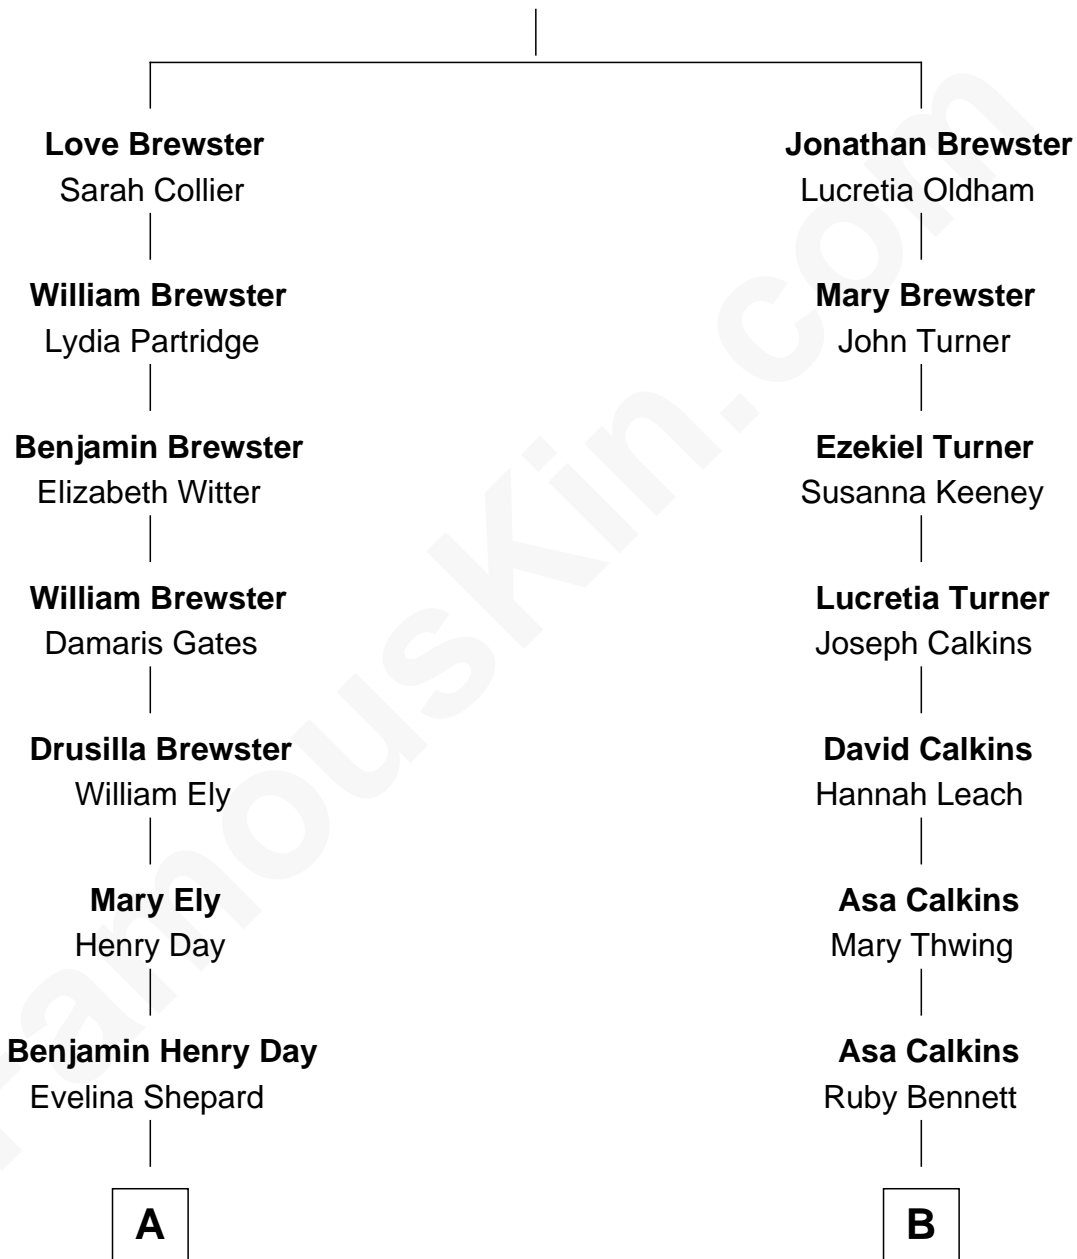 Love Brewster
Sarah Collier
William Brewster
Lydia Partridge
Benjamin Brewster
Elizabeth Witter
William Brewster
Damaris Gates
Drusilla Brewster
William Ely
Mary Ely
Henry Day
Benjamin Henry Day
Evelina Shepard
A
Jonathan Brewster
Lucretia Oldham
Mary Brewster
John Turner
Ezekiel Turner
Susanna Keeney
Lucretia Turner
Joseph Calkins
David Calkins
Hannah Leach
Asa Calkins
Mary Thwing
Asa Calkins
Ruby Bennett
B
FamousKin.com